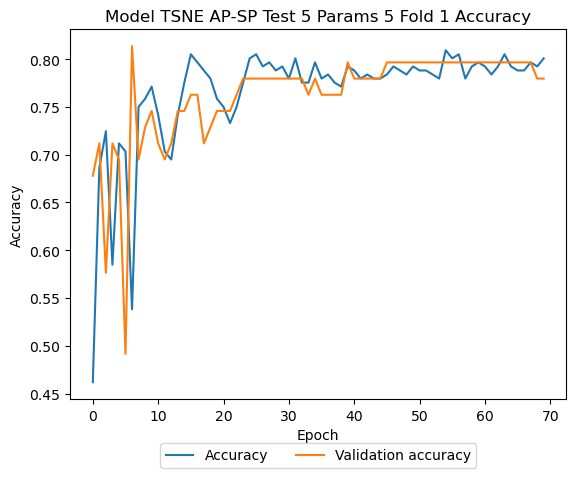 Model TSNE AP-SP Test 5 Params 5 Fold 1 Accuracy
0.80
0.75
0.70
0.65
0.60
0.55
0.50
0.45
Accuracy
0 10 20 30 40 50 60 70
Epoch
Accuracy Validation accuracy